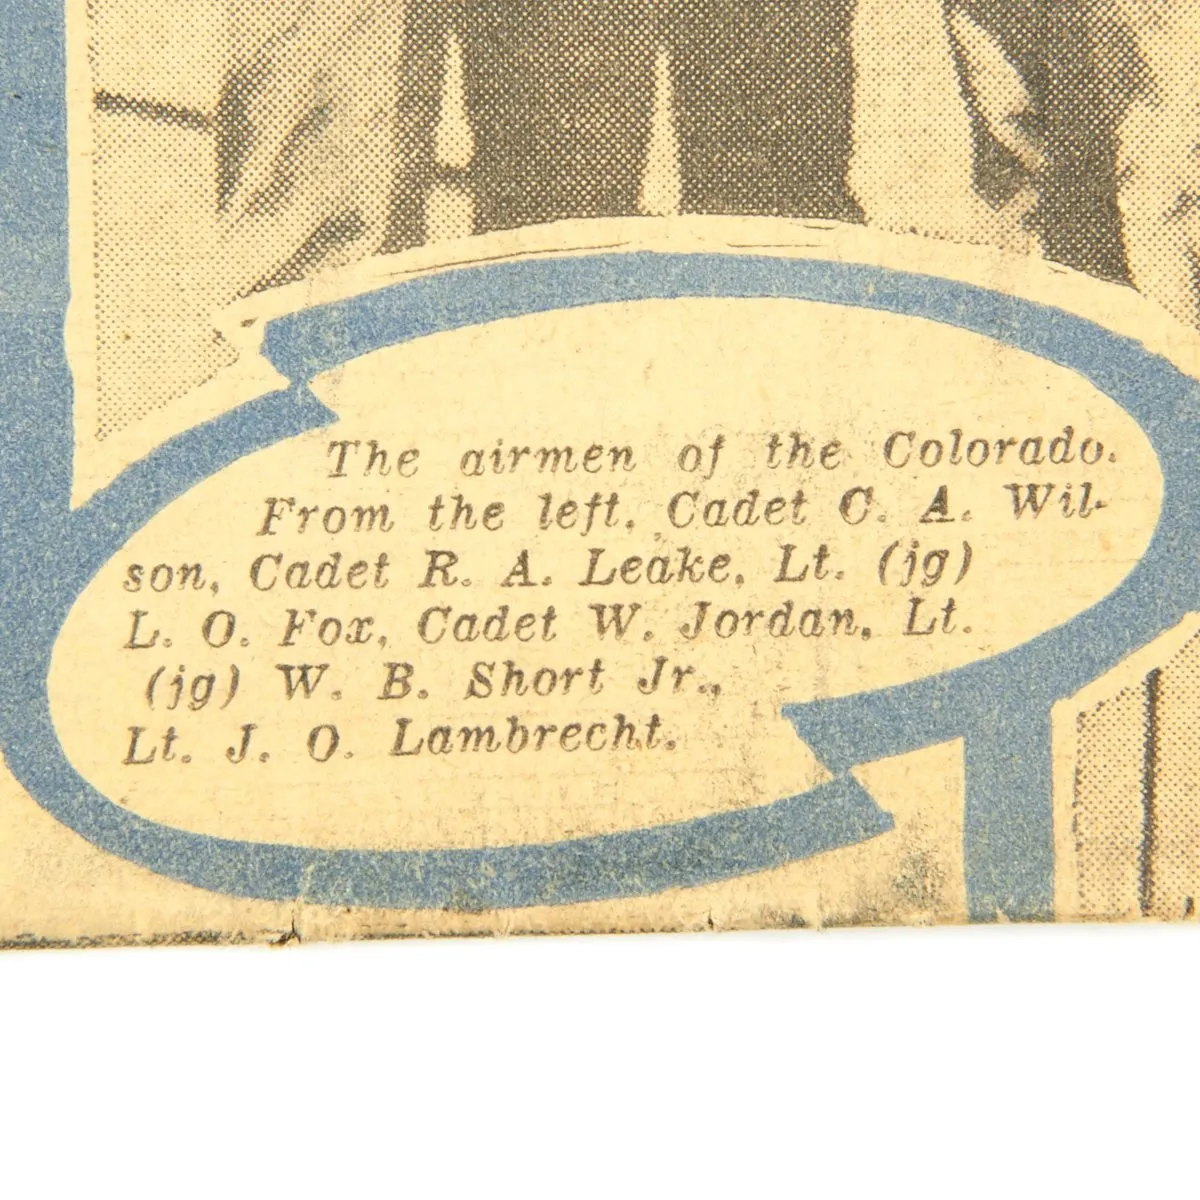 The airmen of the Colorado.
From the left, Cadet C. A. Wil-
son, Cadet R. A. Leake, Lt. (jg)
L. O. Fox, Cadet W. Jordan, Lt.
(jg) W. B. Short Jr.,
Lt. J. O. Lambrecht.